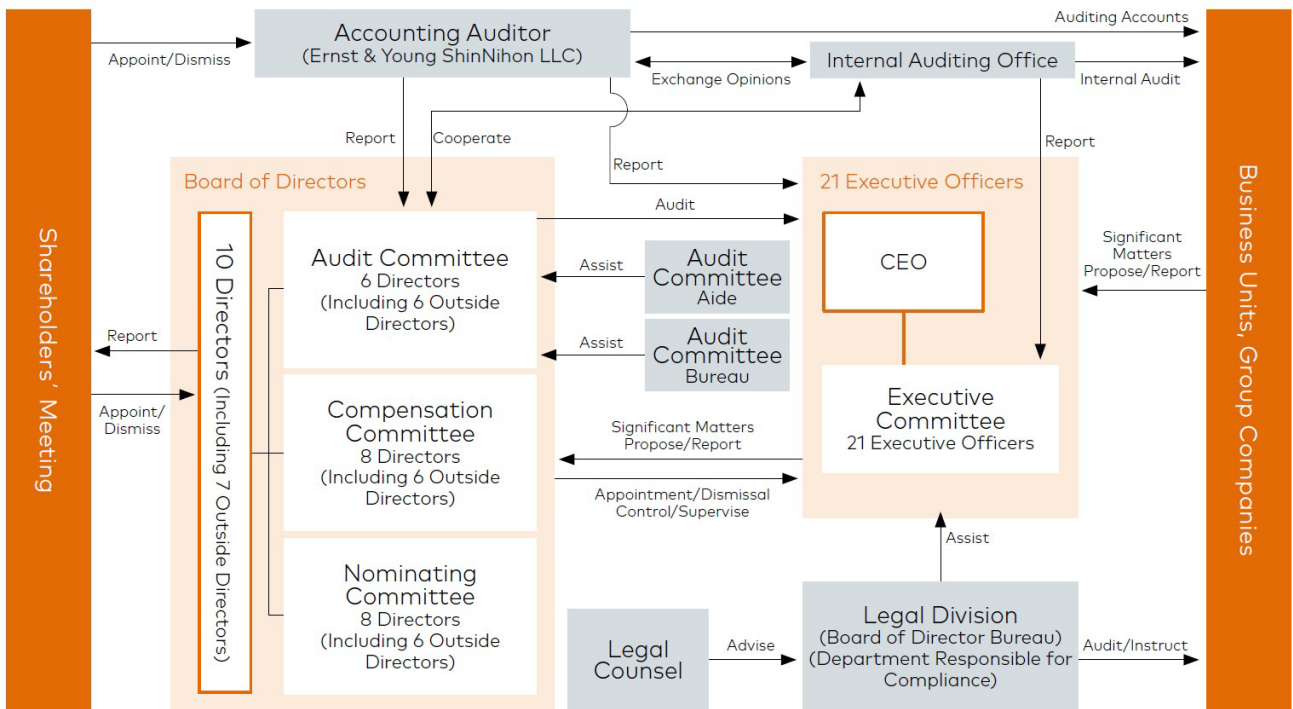 Shareholders' Meeting
Appoint/Dismiss
Accounting Auditor
(Ernst & Young ShinNihon LLC)
Auditing Accounts
Exchange Opinions
Internal Auditing Office
Internal Audit
Report
Cooperate
Report
Report
Board of Directors
10 Directors (Including 7 Outside Directors)
Audit Committee
6 Directors
(Including 6 Outside
Directors)
Audit
Assist
Audit
Committee
Aide
Assist
Audit
Committee
Bureau
21 Executive Officers
CEO
Executive
Committee
21 Executive Officers
Significant
Matters
Propose/Report
Business Units, Group Companies
Report
Appoint/
Dismiss
Compensation
Committee
8 Directors
(Including 6 Outside
Directors)
Significant Matters
Propose/Report
Appointment/Dismissal
Control/Supervise
Nominating
Committee
8 Directors
(Including 6 Outside
Directors)
Assist
Legal
Counsel
Advise
Legal Division
(Board of Director Bureau)
(Department Responsible for
Compliance)
Audit/Instruct